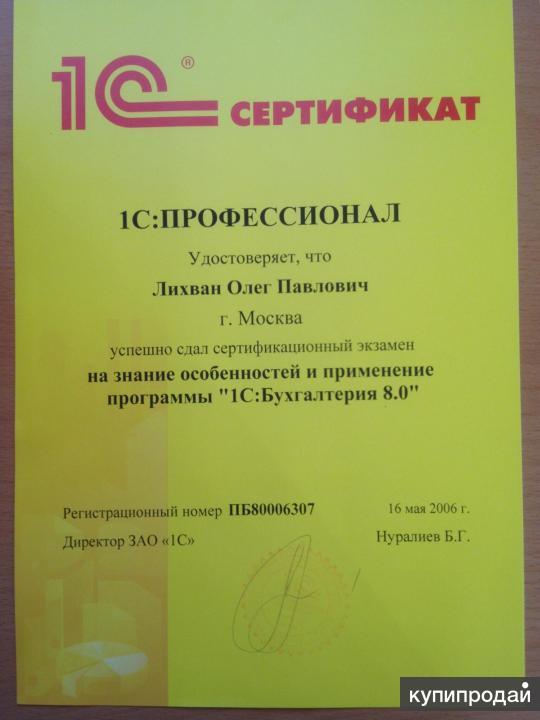 1С® СЕРТИФИКАТ
1С:ПРОФЕССИОНАЛ
Удостоверяет, что
Лихван Олег Павлович
г. Москва
успешно сдал сертификационный экзамен
на знание особенностей и применение
программы "1С:Бухгалтерия 8.0"
Регистрационный номер ПБ80006307 16 мая 2006 г.
Директор ЗАО «1С» Нуралиев Б.Г.
купипродай